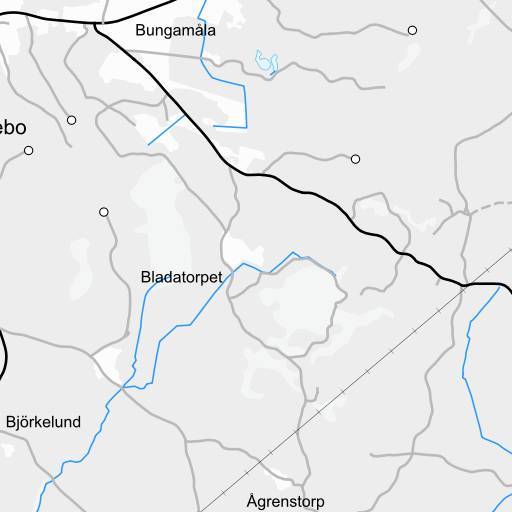 Bungamåla
ebo
Bladatorpet
Björkelund
Ågrenstorp